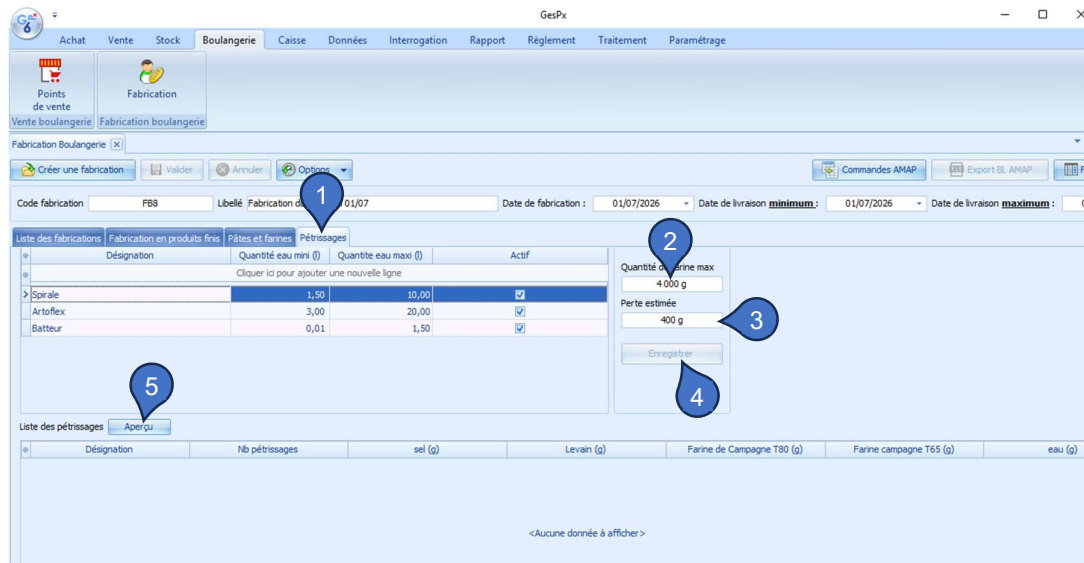 GesPx
Achat Vente Stock Boulangerie Caisse Données Interrogation Rapport Règlement Traitement Paramétrage
Points de vente
Fabrication
Vente boulangerie Fabrication boulangerie
Fabrication Boulangerie
Créer une fabrication Valider Annuler Options Commandes AMAP Export BL AMAP
1
Code fabrication FB8 Libellé Fabrication 01/07 Date de fabrication : 01/07/2026 Date de livraison minimum : 01/07/2026 Date de livraison maximum :
Liste des fabrications Fabrication en produits finis Pâtes et farines Pétrissages
2
Désignation Quantité eau mini (l) Quantite eau maxi (l) Actif
Cliquer ici pour ajouter une nouvelle ligne
Spirale 1,50 10,00
Artoflex 3,00 20,00
Batteur 0,01 1,50
Quantité farine max
4 000 g
Perte estimée
400 g
3
Enregistrer
4
5
Liste des pétrissages Aperçu
Désignation Nb pétrissages sel (g) Levain (g) Farine de Campagne T80 (g) Farine campagne T65 (g) eau (g)
<Aucune donnée à afficher>